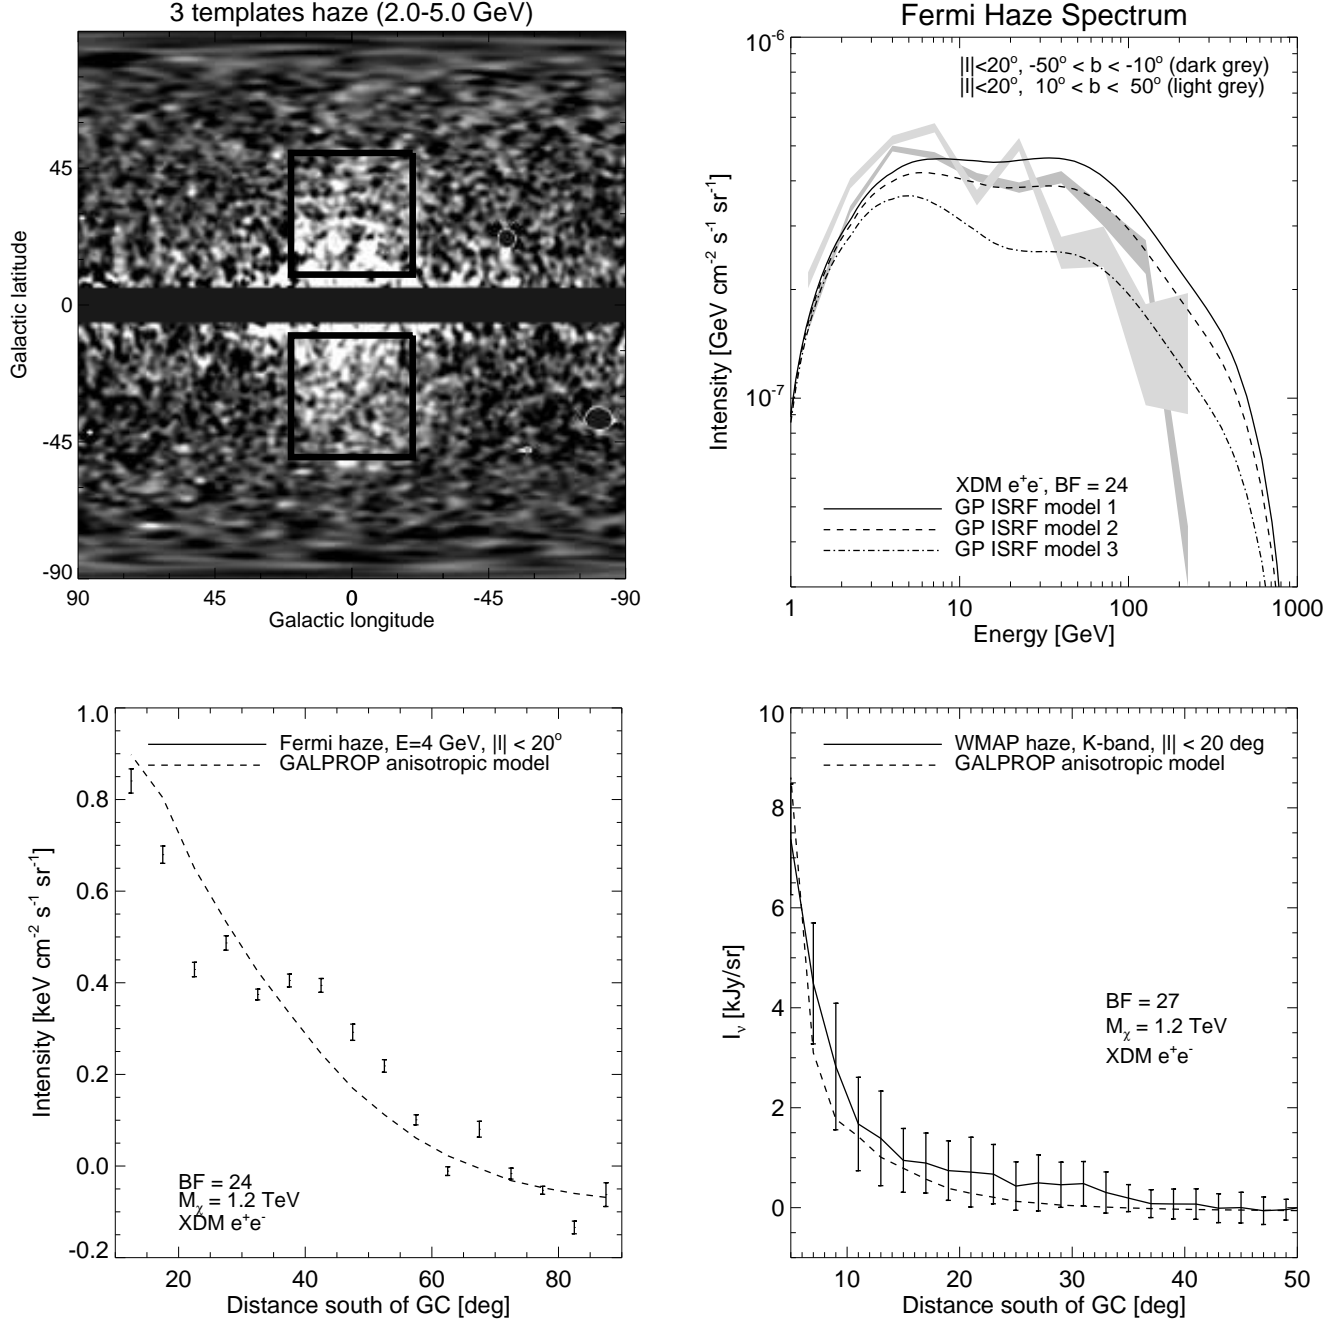 3 templates haze (2.0-5.0 GeV)
Galactic latitude
45
0
-45
-90
90
45
0
-45
-90
Galactic longitude
Fermi Haze Spectrum
|l|<20°, -50° < b < -10° (dark grey)
|l|<20°, 10° < b < 50° (light grey)
Intensity [GeV cm⁻² s⁻¹ sr⁻¹]
10⁻⁶
10⁻⁷
XDM e⁺e⁻, BF = 24
GP ISRF model 1
GP ISRF model 2
GP ISRF model 3
1
10
100
1000
Energy [GeV]
Intensity [keV cm⁻² s⁻¹ sr⁻¹]
1.0
0.8
0.6
0.4
0.2
0.0
-0.2
Fermi haze, E=4 GeV, |l| < 20°
GALPROP anisotropic model
BF = 24
Mχ = 1.2 TeV
XDM e⁺e⁻
20
40
60
80
Distance south of GC [deg]
Iν [kJy/sr]
10
8
6
4
2
0
WMAP haze, K-band, |l| < 20 deg
GALPROP anisotropic model
BF = 27
Mχ = 1.2 TeV
XDM e⁺e⁻
10
20
30
40
50
Distance south of GC [deg]